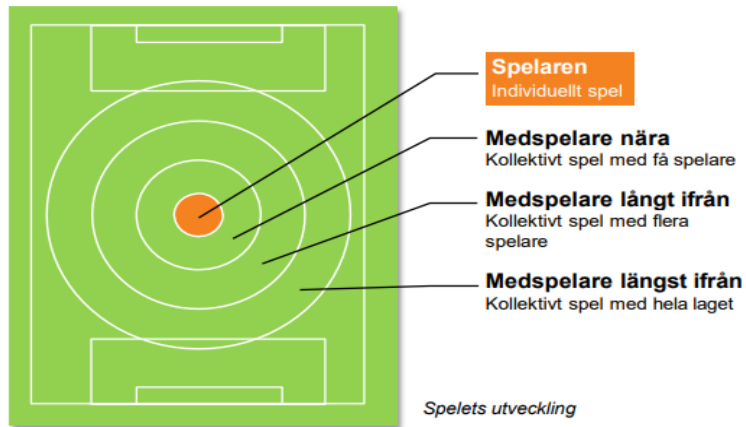 Spelaren
Individuellt spel
Medspelare nära
Kollektivt spel med få spelare
Medspelare långt ifrån
Kollektivt spel med flera
spelare
Medspelare längst ifrån
Kollektivt spel med hela laget
Spelets utveckling